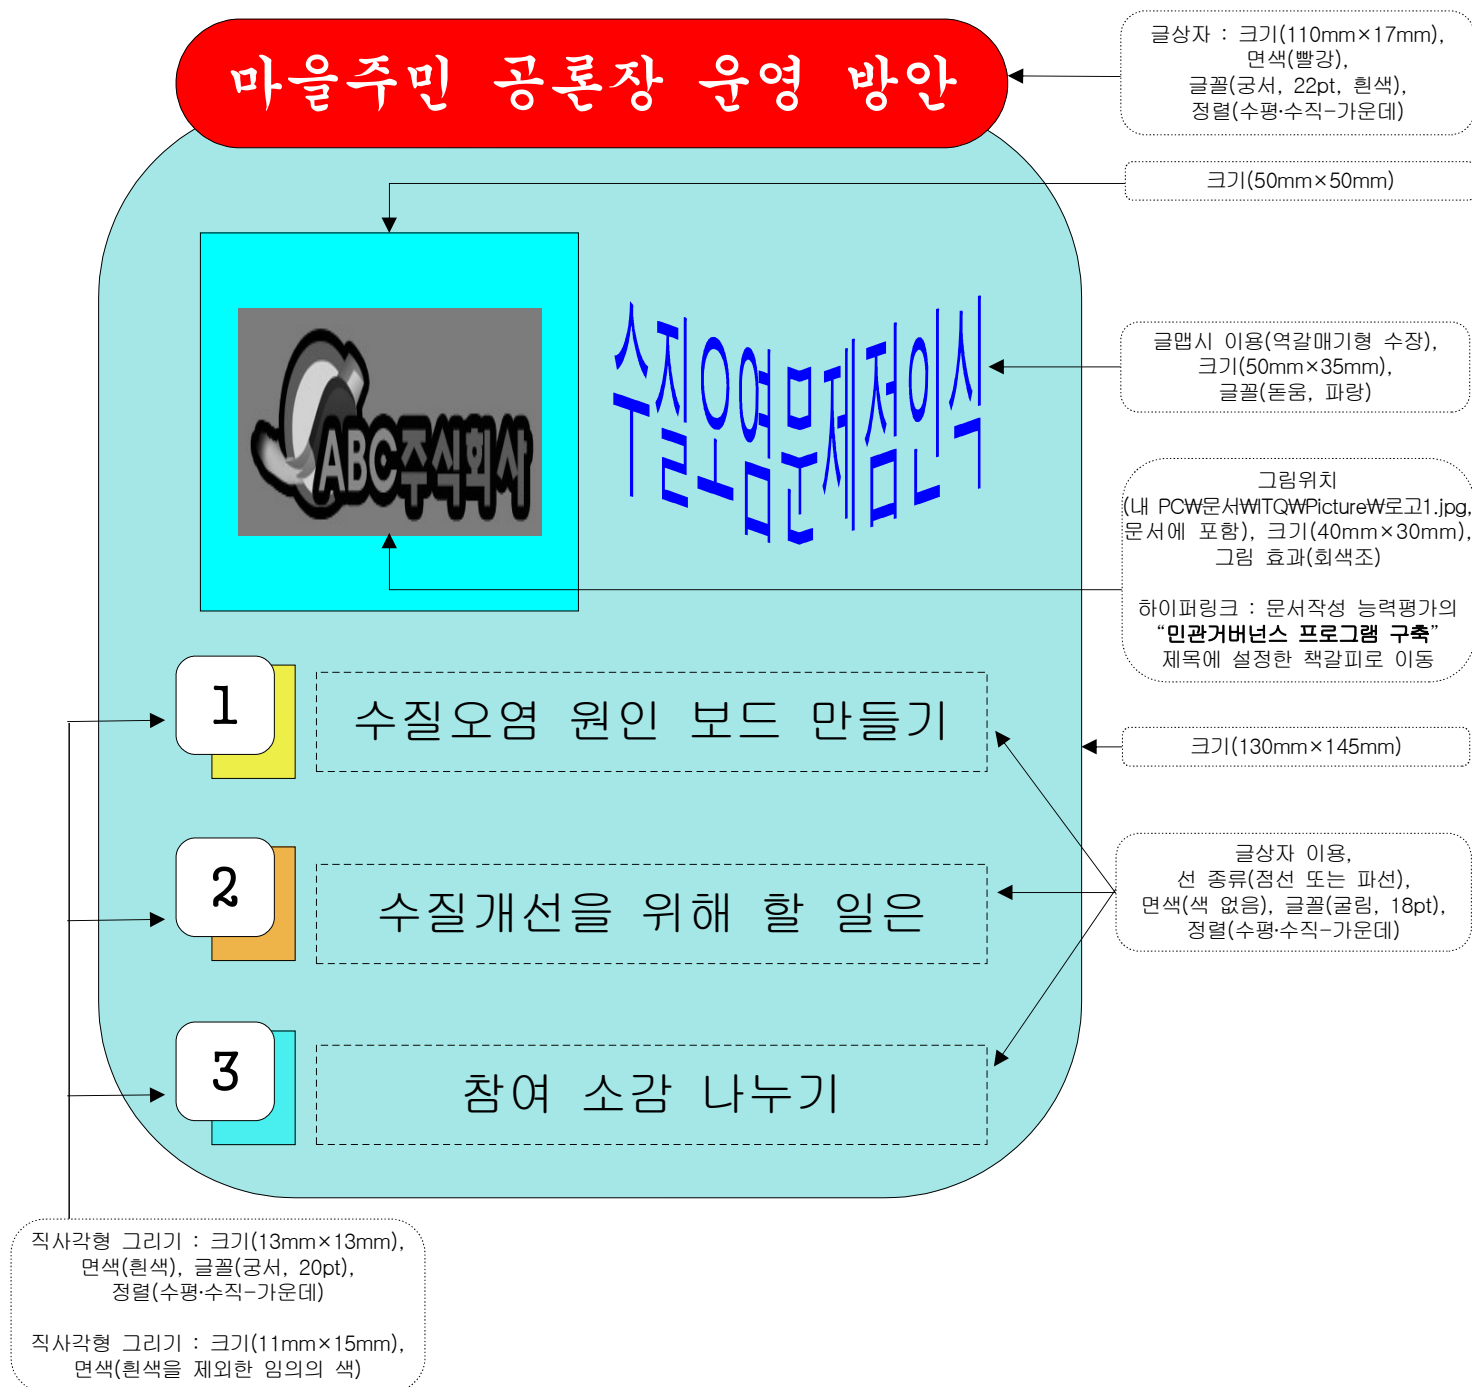 마을주민 공론장 운영 방안
글상자 : 크기(110mm×17mm),
면색(빨강),
글꼴(궁서, 22pt, 흰색),
정렬(수평·수직-가운데)
크기(50mm×50mm)
ABC주식회사
수질오염문제점인식
글맵시 이용(역갈매기형 수장),
크기(50mm×35mm),
글꼴(돋움, 파랑)
그림위치
(내 PC₩문서₩ITQ₩Picture₩로고1.jpg,
문서에 포함), 크기(40mm×30mm),
그림 효과(회색조)
하이퍼링크 : 문서작성 능력평가의
“민관거버넌스 프로그램 구축”
제목에 설정한 책갈피로 이동
1
수질오염 원인 보드 만들기
크기(130mm×145mm)
2
수질개선을 위해 할 일은
글상자 이용,
선 종류(점선 또는 파선),
면색(색 없음), 글꼴(굴림, 18pt),
정렬(수평·수직-가운데)
3
참여 소감 나누기
직사각형 그리기 : 크기(13mm×13mm),
면색(흰색), 글꼴(궁서, 20pt),
정렬(수평·수직-가운데)
직사각형 그리기 : 크기(11mm×15mm),
면색(흰색을 제외한 임의의 색)